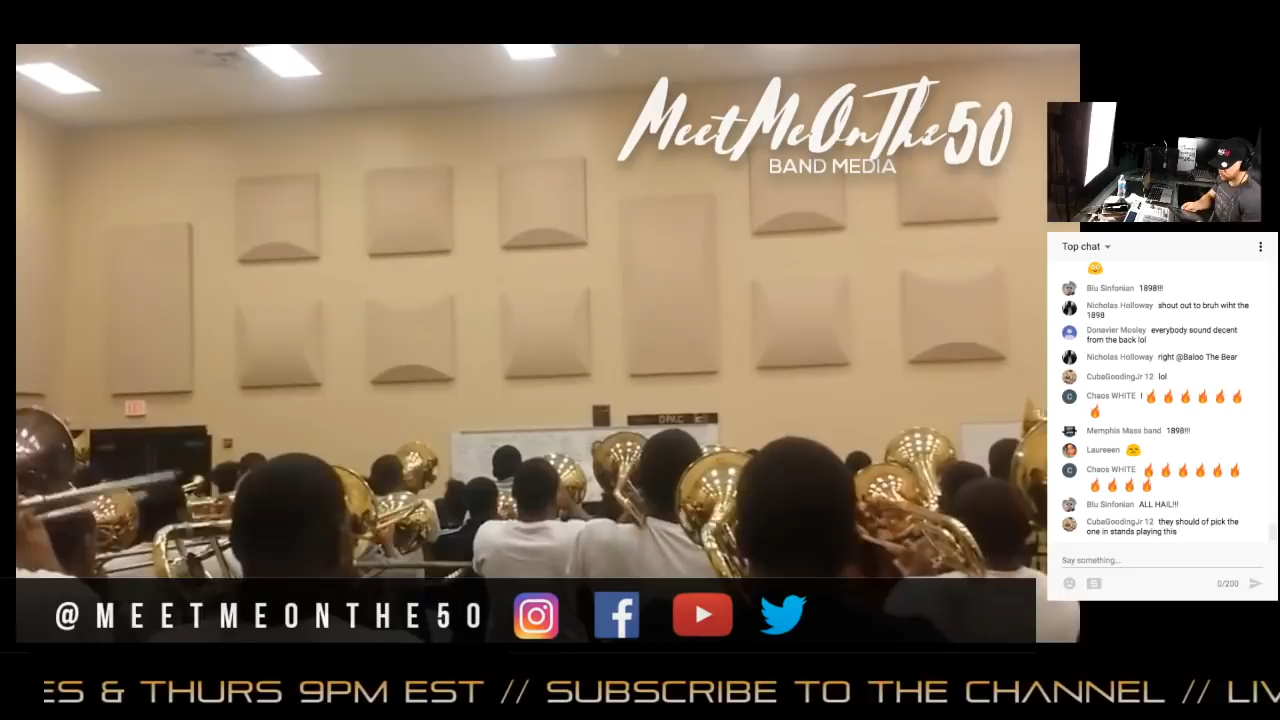 MeetMeOnThe50
BAND MEDIA
DPAC
Top chat
Blu Sinfonian 1898!!!
Nicholas Holloway shout out to bruh wiht the
1898
Donavier Mosley everybody sound decent
from the back lol
Nicholas Holloway right @Baloo The Bear
CubaGoodingJr 12 lol
C Chaos WHITE I
Memphis Mass band 1898!!!
Laureeen
C Chaos WHITE
Blu Sinfonian ALL HAIL!!!
CubaGoodingJr 12 they should of pick the
one in stands playing this
Say something...
0/200
@MEETMEONTHE50
ES & THURS 9PM EST // SUBSCRIBE TO THE CHANNEL // LIV